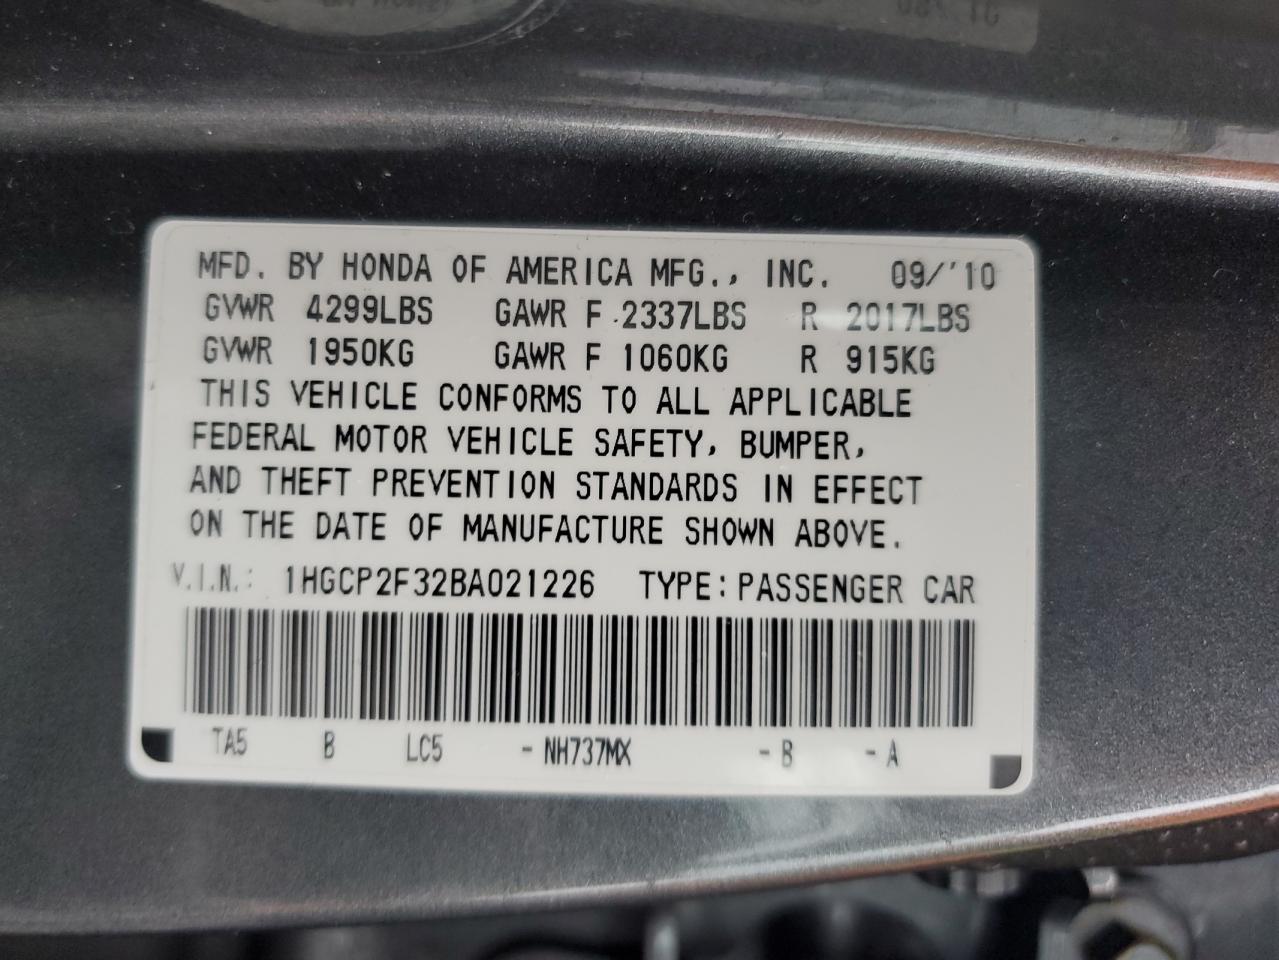 MFD. BY HONDA OF AMERICA MFG., INC. 09/'10
GVWR 4299LBS GAWR F 2337LBS R 2017LBS
GVWR 1950KG GAWR F 1060KG R 915KG
THIS VEHICLE CONFORMS TO ALL APPLICABLE
FEDERAL MOTOR VEHICLE SAFETY, BUMPER,
AND THEFT PREVENTION STANDARDS IN EFFECT
ON THE DATE OF MANUFACTURE SHOWN ABOVE.
V.I.N.: 1HGCP2F32BA021226 TYPE: PASSENGER CAR
TA5 B LC5 - NH737MX - B - A